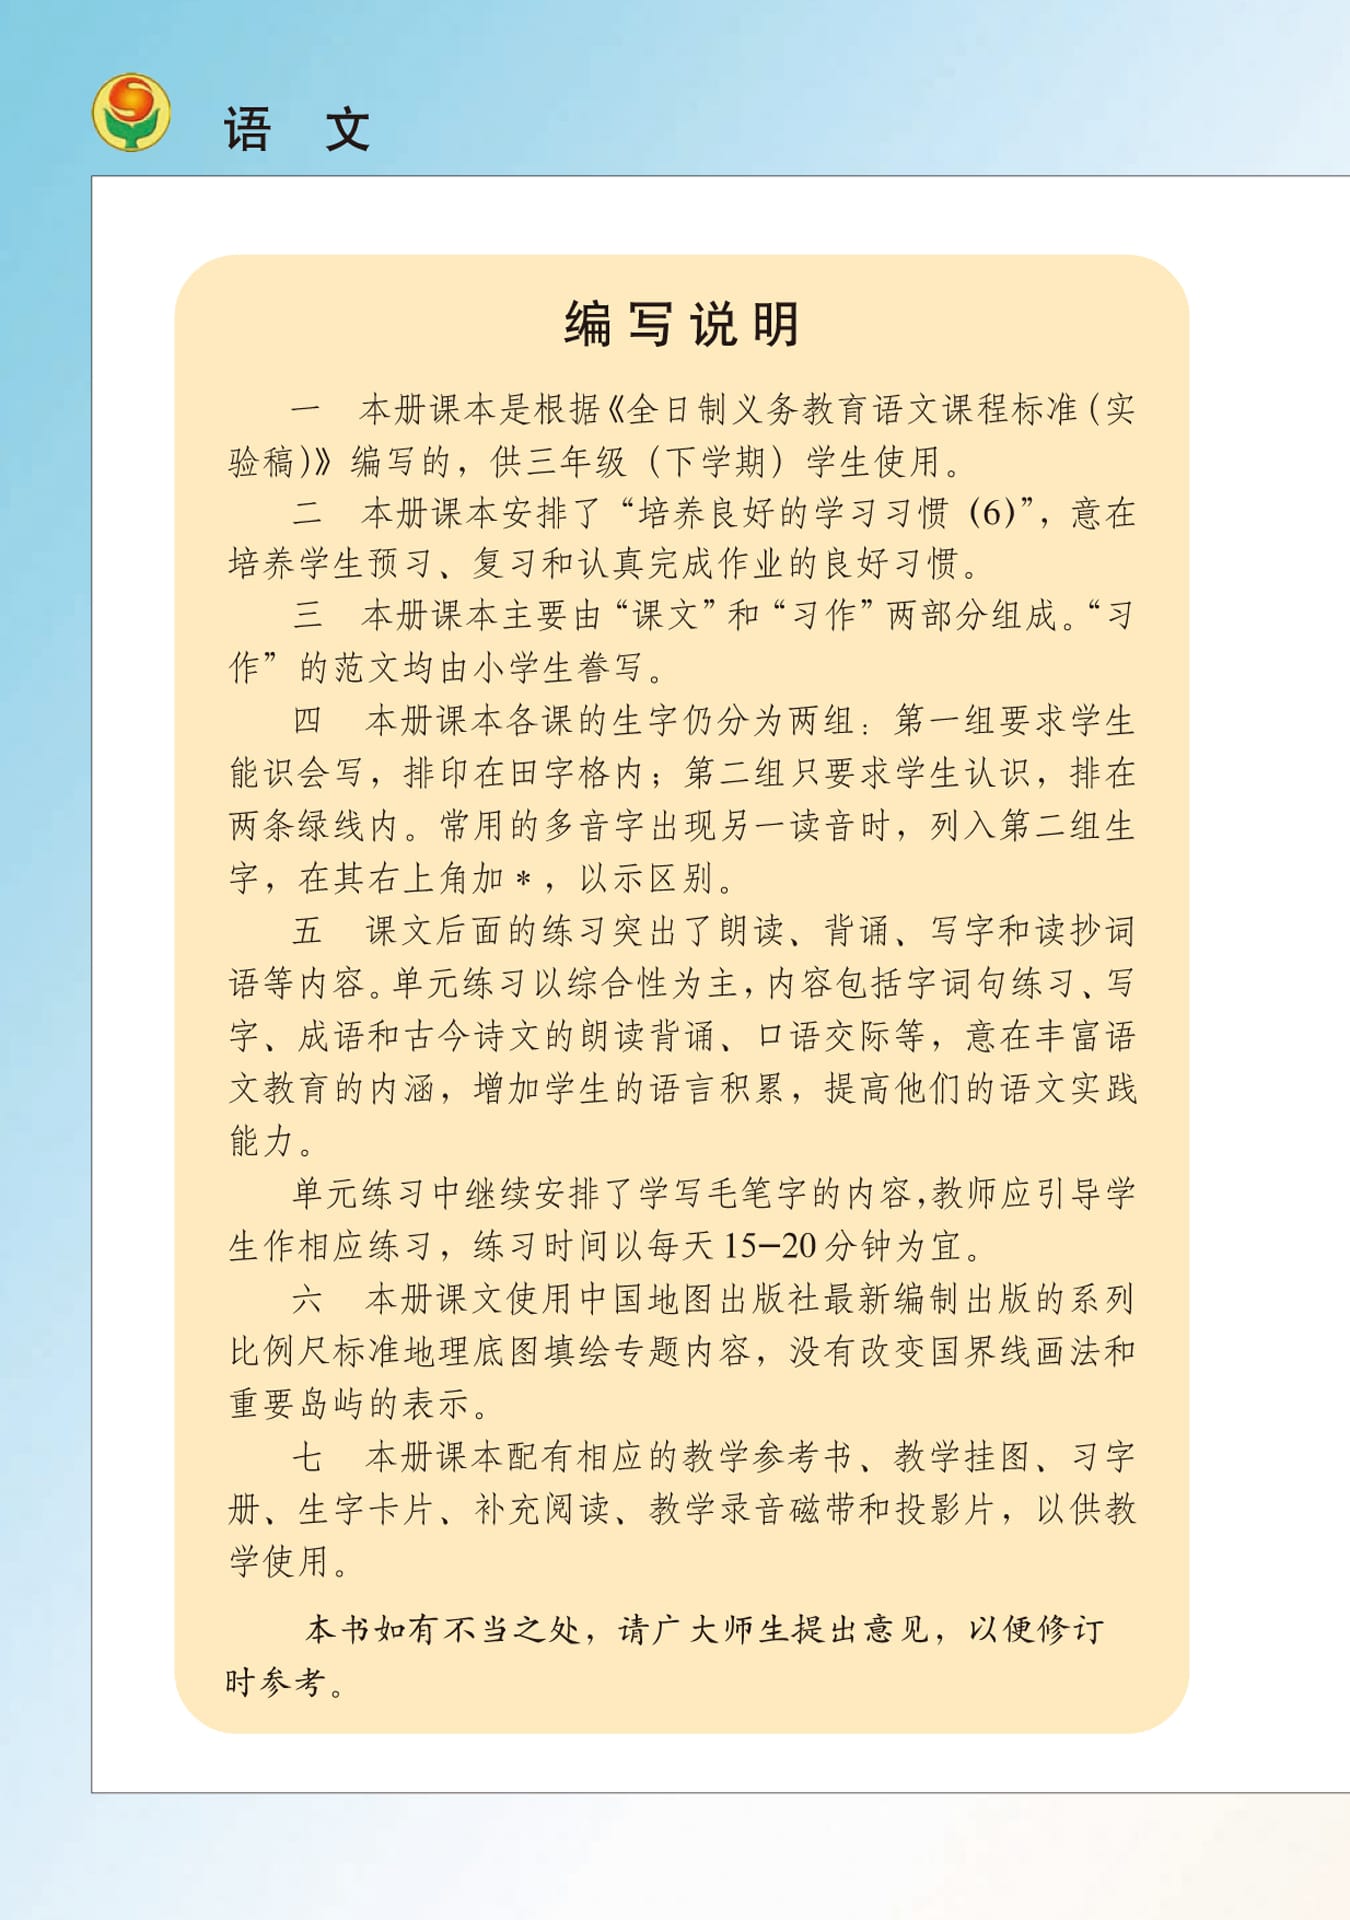 语 文
编写说明
一 本册课本是根据《全日制义务教育语文课程标准（实
验稿）》编写的，供三年级（下学期）学生使用。
二 本册课本安排了“培养良好的学习习惯（6）”，意在
培养学生预习、复习和认真完成作业的良好习惯。
三 本册课本主要由“课文”和“习作”两部分组成。“习
作”的范文均由小学生誊写。
四 本册课本各课的生字仍分为两组：第一组要求学生
能识会写，排印在田字格内；第二组只要求学生认识，排在
两条绿线内。常用的多音字出现另一读音时，列入第二组生
字，在其右上角加*，以示区别。
五 课文后面的练习突出了朗读、背诵、写字和读抄词
语等内容。单元练习以综合性为主，内容包括字词句练习、写
字、成语和古今诗文的朗读背诵、口语交际等，意在丰富语
文教育的内涵，增加学生的语言积累，提高他们的语文实践
能力。
单元练习中继续安排了学写毛笔字的内容，教师应引导学
生作相应练习，练习时间以每天15—20分钟为宜。
六 本册课文使用中国地图出版社最新编制出版的系列
比例尺标准地理底图填绘专题内容，没有改变国界线画法和
重要岛屿的表示。
七 本册课本配有相应的教学参考书、教学挂图、习字
册、生字卡片、补充阅读、教学录音磁带和投影片，以供教
学使用。
本书如有不当之处，请广大师生提出意见，以便修订
时参考。